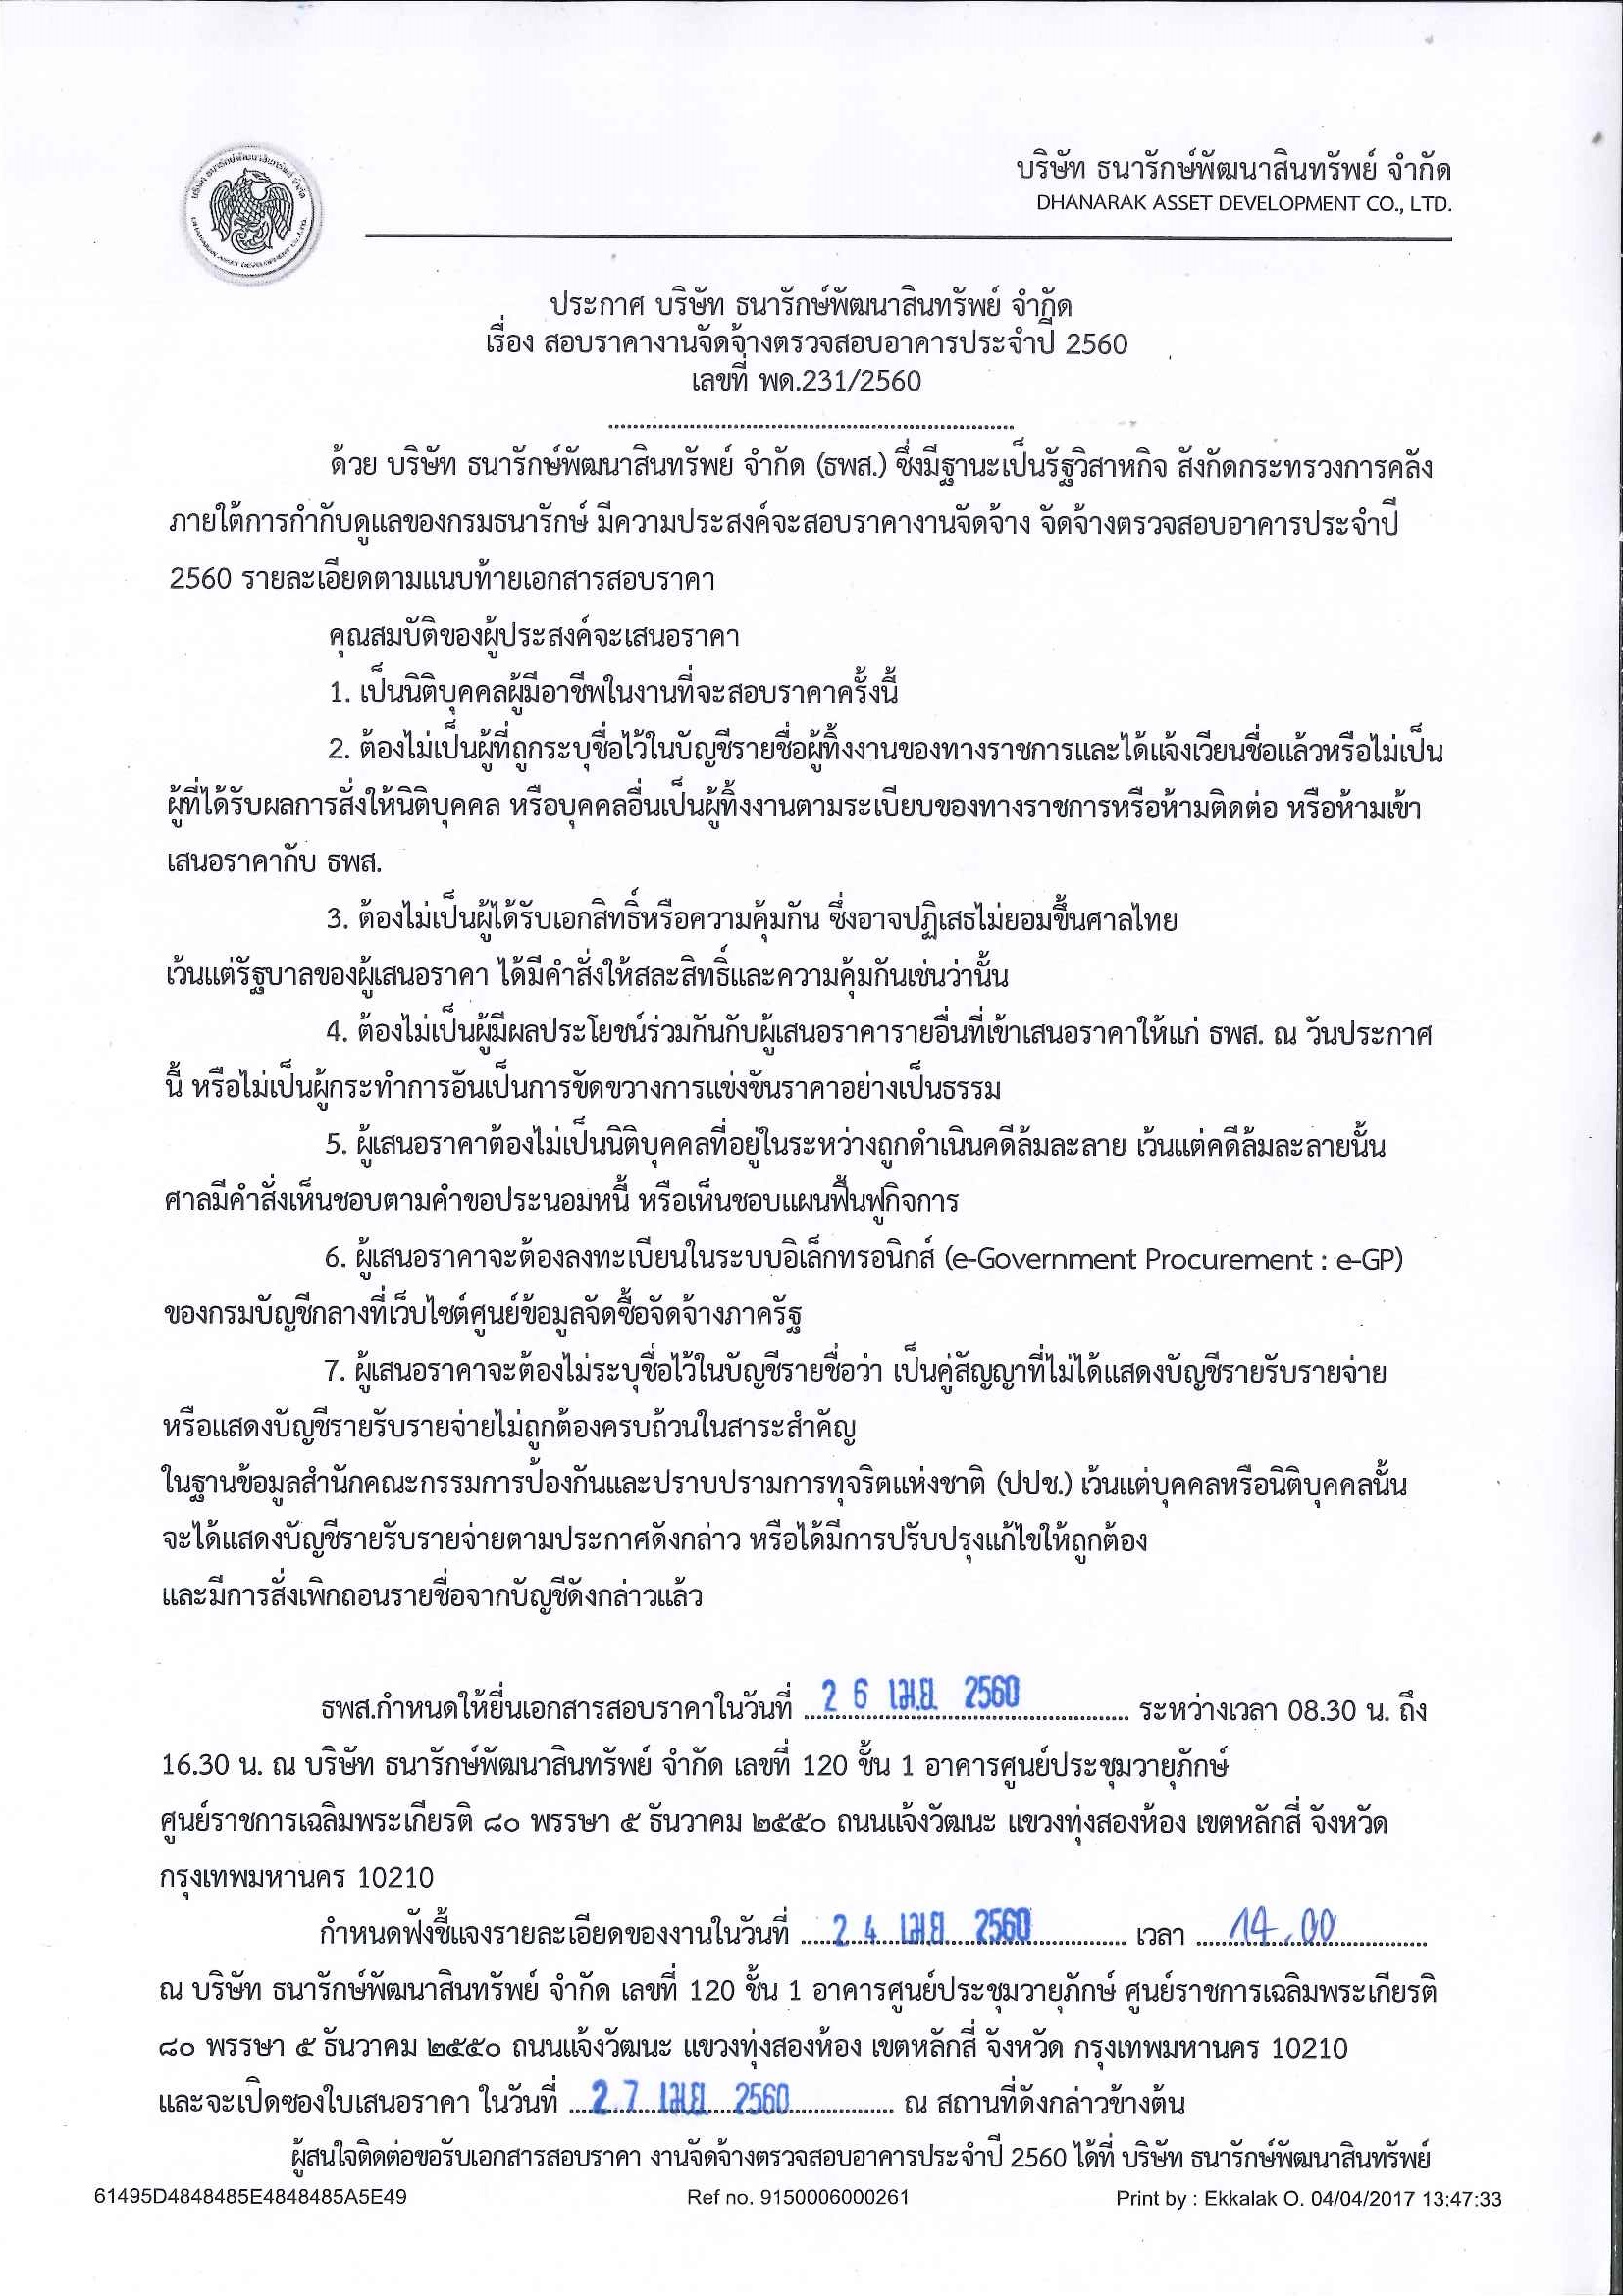 บริษัท ธนารักษ์พัฒนาสินทรัพย์ จำกัด
DHANARAK ASSET DEVELOPMENT CO., LTD.
ประกาศ บริษัท ธนารักษ์พัฒนาสินทรัพย์ จำกัด
เรื่อง สอบราคางานจัดจ้างตรวจสอบอาคารประจำปี 2560
เลขที่ พด.231/2560
ด้วย บริษัท ธนารักษ์พัฒนาสินทรัพย์ จำกัด (ธพส.) ซึ่งมีฐานะเป็นรัฐวิสาหกิจ สังกัดกระทรวงการคลัง
ภายใต้การกำกับดูแลของกรมธนารักษ์ มีความประสงค์จะสอบราคางานจัดจ้าง จัดจ้างตรวจสอบอาคารประจำปี
2560 รายละเอียดตามแนบท้ายเอกสารสอบราคา
คุณสมบัติของผู้ประสงค์จะเสนอราคา
1. เป็นนิติบุคคลผู้มีอาชีพในงานที่จะสอบราคาครั้งนี้
2. ต้องไม่เป็นผู้ที่ถูกระบุชื่อไว้ในบัญชีรายชื่อผู้ทิ้งงานของทางราชการและได้แจ้งเวียนชื่อแล้วหรือไม่เป็น
ผู้ที่ได้รับผลการสั่งให้นิติบุคคล หรือบุคคลอื่นเป็นผู้ทิ้งงานตามระเบียบของทางราชการหรือห้ามติดต่อ หรือห้ามเข้า
เสนอราคากับ ธพส.
3. ต้องไม่เป็นผู้ได้รับเอกสิทธิ์หรือความคุ้มกัน ซึ่งอาจปฏิเสธไม่ยอมขึ้นศาลไทย
เว้นแต่รัฐบาลของผู้เสนอราคา ได้มีคำสั่งให้สละสิทธิ์และความคุ้มกันเช่นว่านั้น
4. ต้องไม่เป็นผู้มีผลประโยชน์ร่วมกันกับผู้เสนอราคารายอื่นที่เข้าเสนอราคาให้แก่ ธพส. ณ วันประกาศ
นี้ หรือไม่เป็นผู้กระทำการอันเป็นการขัดขวางการแข่งขันราคาอย่างเป็นธรรม
5. ผู้เสนอราคาต้องไม่เป็นนิติบุคคลที่อยู่ในระหว่างถูกดำเนินคดีล้มละลาย เว้นแต่คดีล้มละลายนั้น
ศาลมีคำสั่งเห็นชอบตามคำขอประนอมหนี้ หรือเห็นชอบแผนฟื้นฟูกิจการ
6. ผู้เสนอราคาจะต้องลงทะเบียนในระบบอิเล็กทรอนิกส์ (e-Government Procurement : e-GP)
ของกรมบัญชีกลางที่เว็บไซต์ศูนย์ข้อมูลจัดซื้อจัดจ้างภาครัฐ
7. ผู้เสนอราคาจะต้องไม่ระบุชื่อไว้ในบัญชีรายชื่อว่า เป็นคู่สัญญาที่ไม่ได้แสดงบัญชีรายรับรายจ่าย
หรือแสดงบัญชีรายรับรายจ่ายไม่ถูกต้องครบถ้วนในสาระสำคัญ
ในฐานข้อมูลสำนักคณะกรรมการป้องกันและปราบปรามการทุจริตแห่งชาติ (ปปช.) เว้นแต่บุคคลหรือนิติบุคคลนั้น
จะได้แสดงบัญชีรายรับรายจ่ายตามประกาศดังกล่าว หรือได้มีการปรับปรุงแก้ไขให้ถูกต้อง
และมีการสั่งเพิกถอนรายชื่อจากบัญชีดังกล่าวแล้ว
ธพส.กำหนดให้ยื่นเอกสารสอบราคาในวันที่ 26 เม.ย. 2560 ระหว่างเวลา 08.30 น. ถึง
16.30 น. ณ บริษัท ธนารักษ์พัฒนาสินทรัพย์ จำกัด เลขที่ 120 ชั้น 1 อาคารศูนย์ประชุมวายุภักษ์
ศูนย์ราชการเฉลิมพระเกียรติ ๘๐ พรรษา ๕ ธันวาคม ๒๕๕๐ ถนนแจ้งวัฒนะ แขวงทุ่งสองห้อง เขตหลักสี่ จังหวัด
กรุงเทพมหานคร 10210
กำหนดฟังชี้แจงรายละเอียดของงานในวันที่ 24 เม.ย. 2560 เวลา 14.00
ณ บริษัท ธนารักษ์พัฒนาสินทรัพย์ จำกัด เลขที่ 120 ชั้น 1 อาคารศูนย์ประชุมวายุภักษ์ ศูนย์ราชการเฉลิมพระเกียรติ
๘๐ พรรษา ๕ ธันวาคม ๒๕๕๐ ถนนแจ้งวัฒนะ แขวงทุ่งสองห้อง เขตหลักสี่ จังหวัด กรุงเทพมหานคร 10210
และจะเปิดซองใบเสนอราคา ในวันที่ 27 เม.ย. 2560 ณ สถานที่ดังกล่าวข้างต้น
ผู้สนใจติดต่อขอรับเอกสารสอบราคา งานจัดจ้างตรวจสอบอาคารประจำปี 2560 ได้ที่ บริษัท ธนารักษ์พัฒนาสินทรัพย์
61495D4848485E4848485A5E49 Ref no. 9150006000261 Print by : Ekkalak O. 04/04/2017 13:47:33